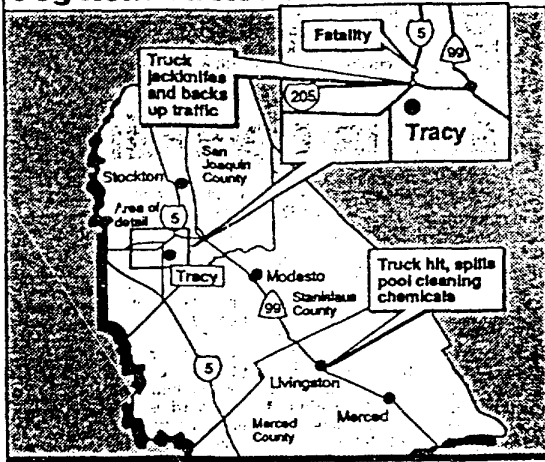 Fatality
5
99
Truck
jackknifes
and backs
up traffic
205
Tracy
San
Joaquin
County
Stockton
Area of
detail
5
Tracy
Modesto
Truck hit, spills
pool cleaning
chemicals
Stanislaus
County
99
5
Livingston
Merced
Merced
County